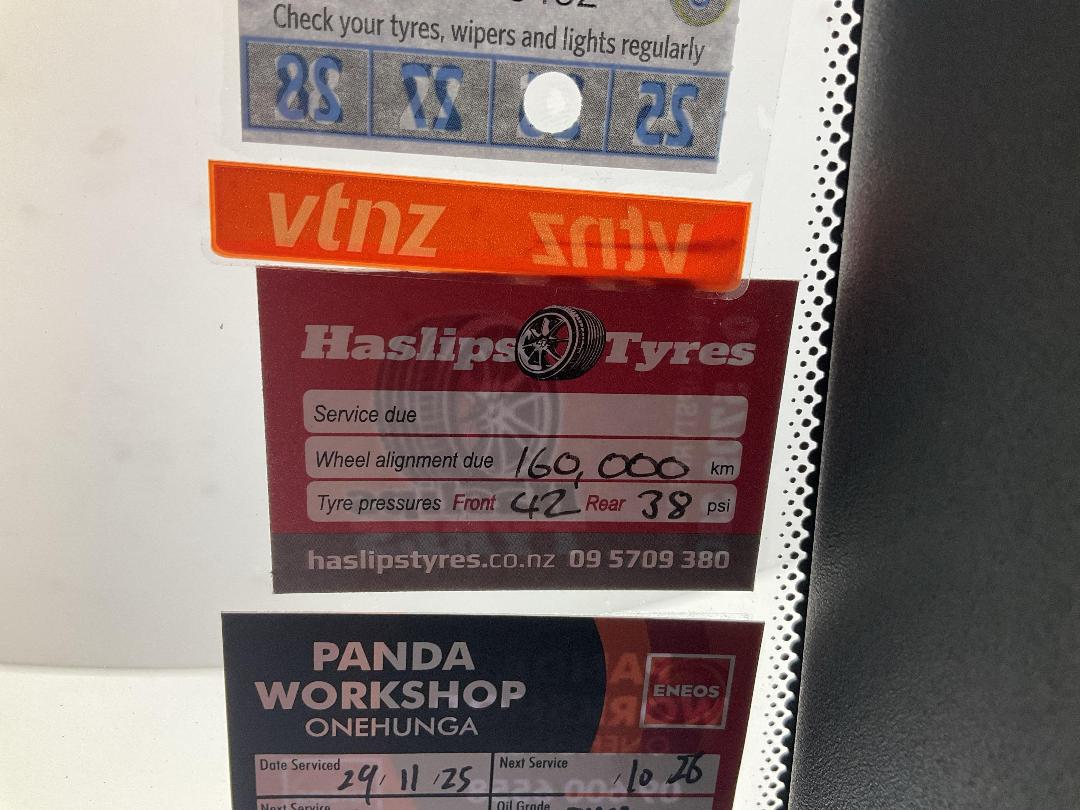 Check your tyres, wipers and lights regularly
28 27 25
vtnz vtnz
Haslips Tyres
Service due
Wheel alignment due 160,000 km
Tyre pressures Front 42 Rear 38 psi
haslipstyres.co.nz 09 5709 380
PANDA
WORKSHOP
ONEHUNGA
ENEOS
Date Serviced 29/11/25 Next Service /10 26
Next Service Oil Grade